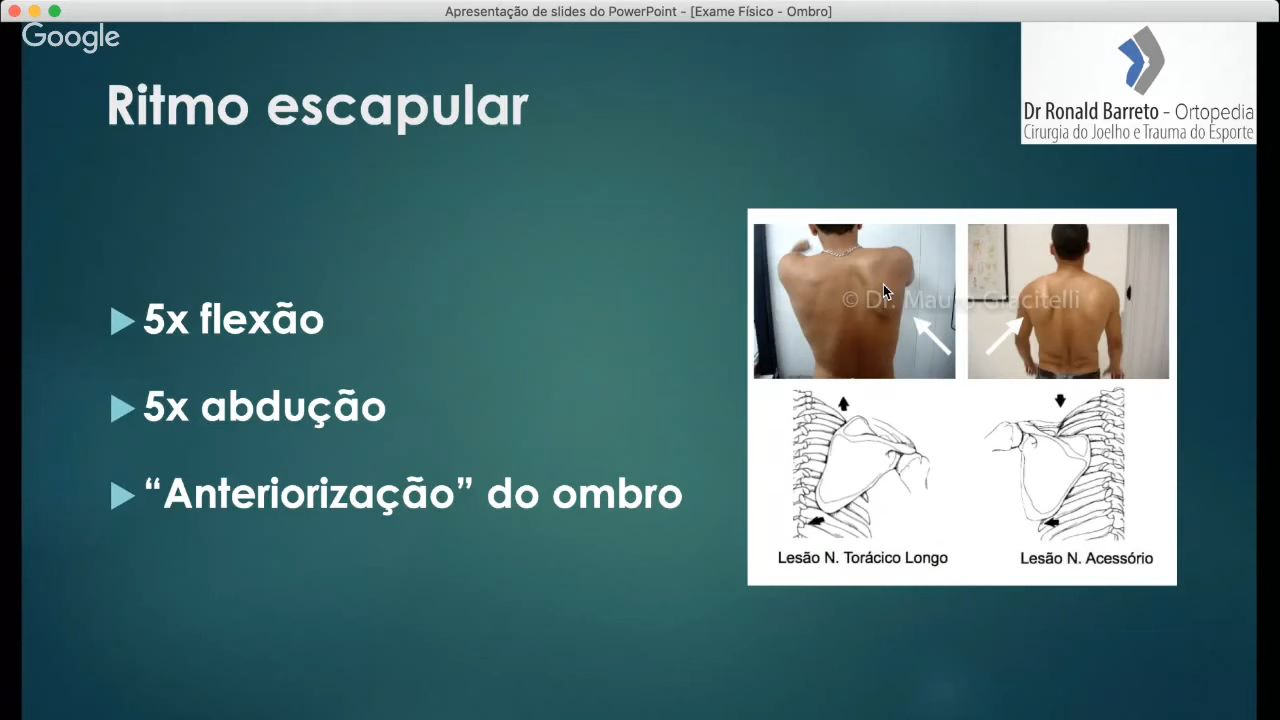 Apresentação de slides do PowerPoint - [Exame Físico - Ombro]
Google
Dr Ronald Barreto - Ortopedia
Cirurgia do Joelho e Trauma do Esporte
Ritmo escapular
5x flexão
5x abdução
“Anteriorização” do ombro
© Dr. Mauro Gracitelli
Lesão N. Torácico Longo
Lesão N. Acessório